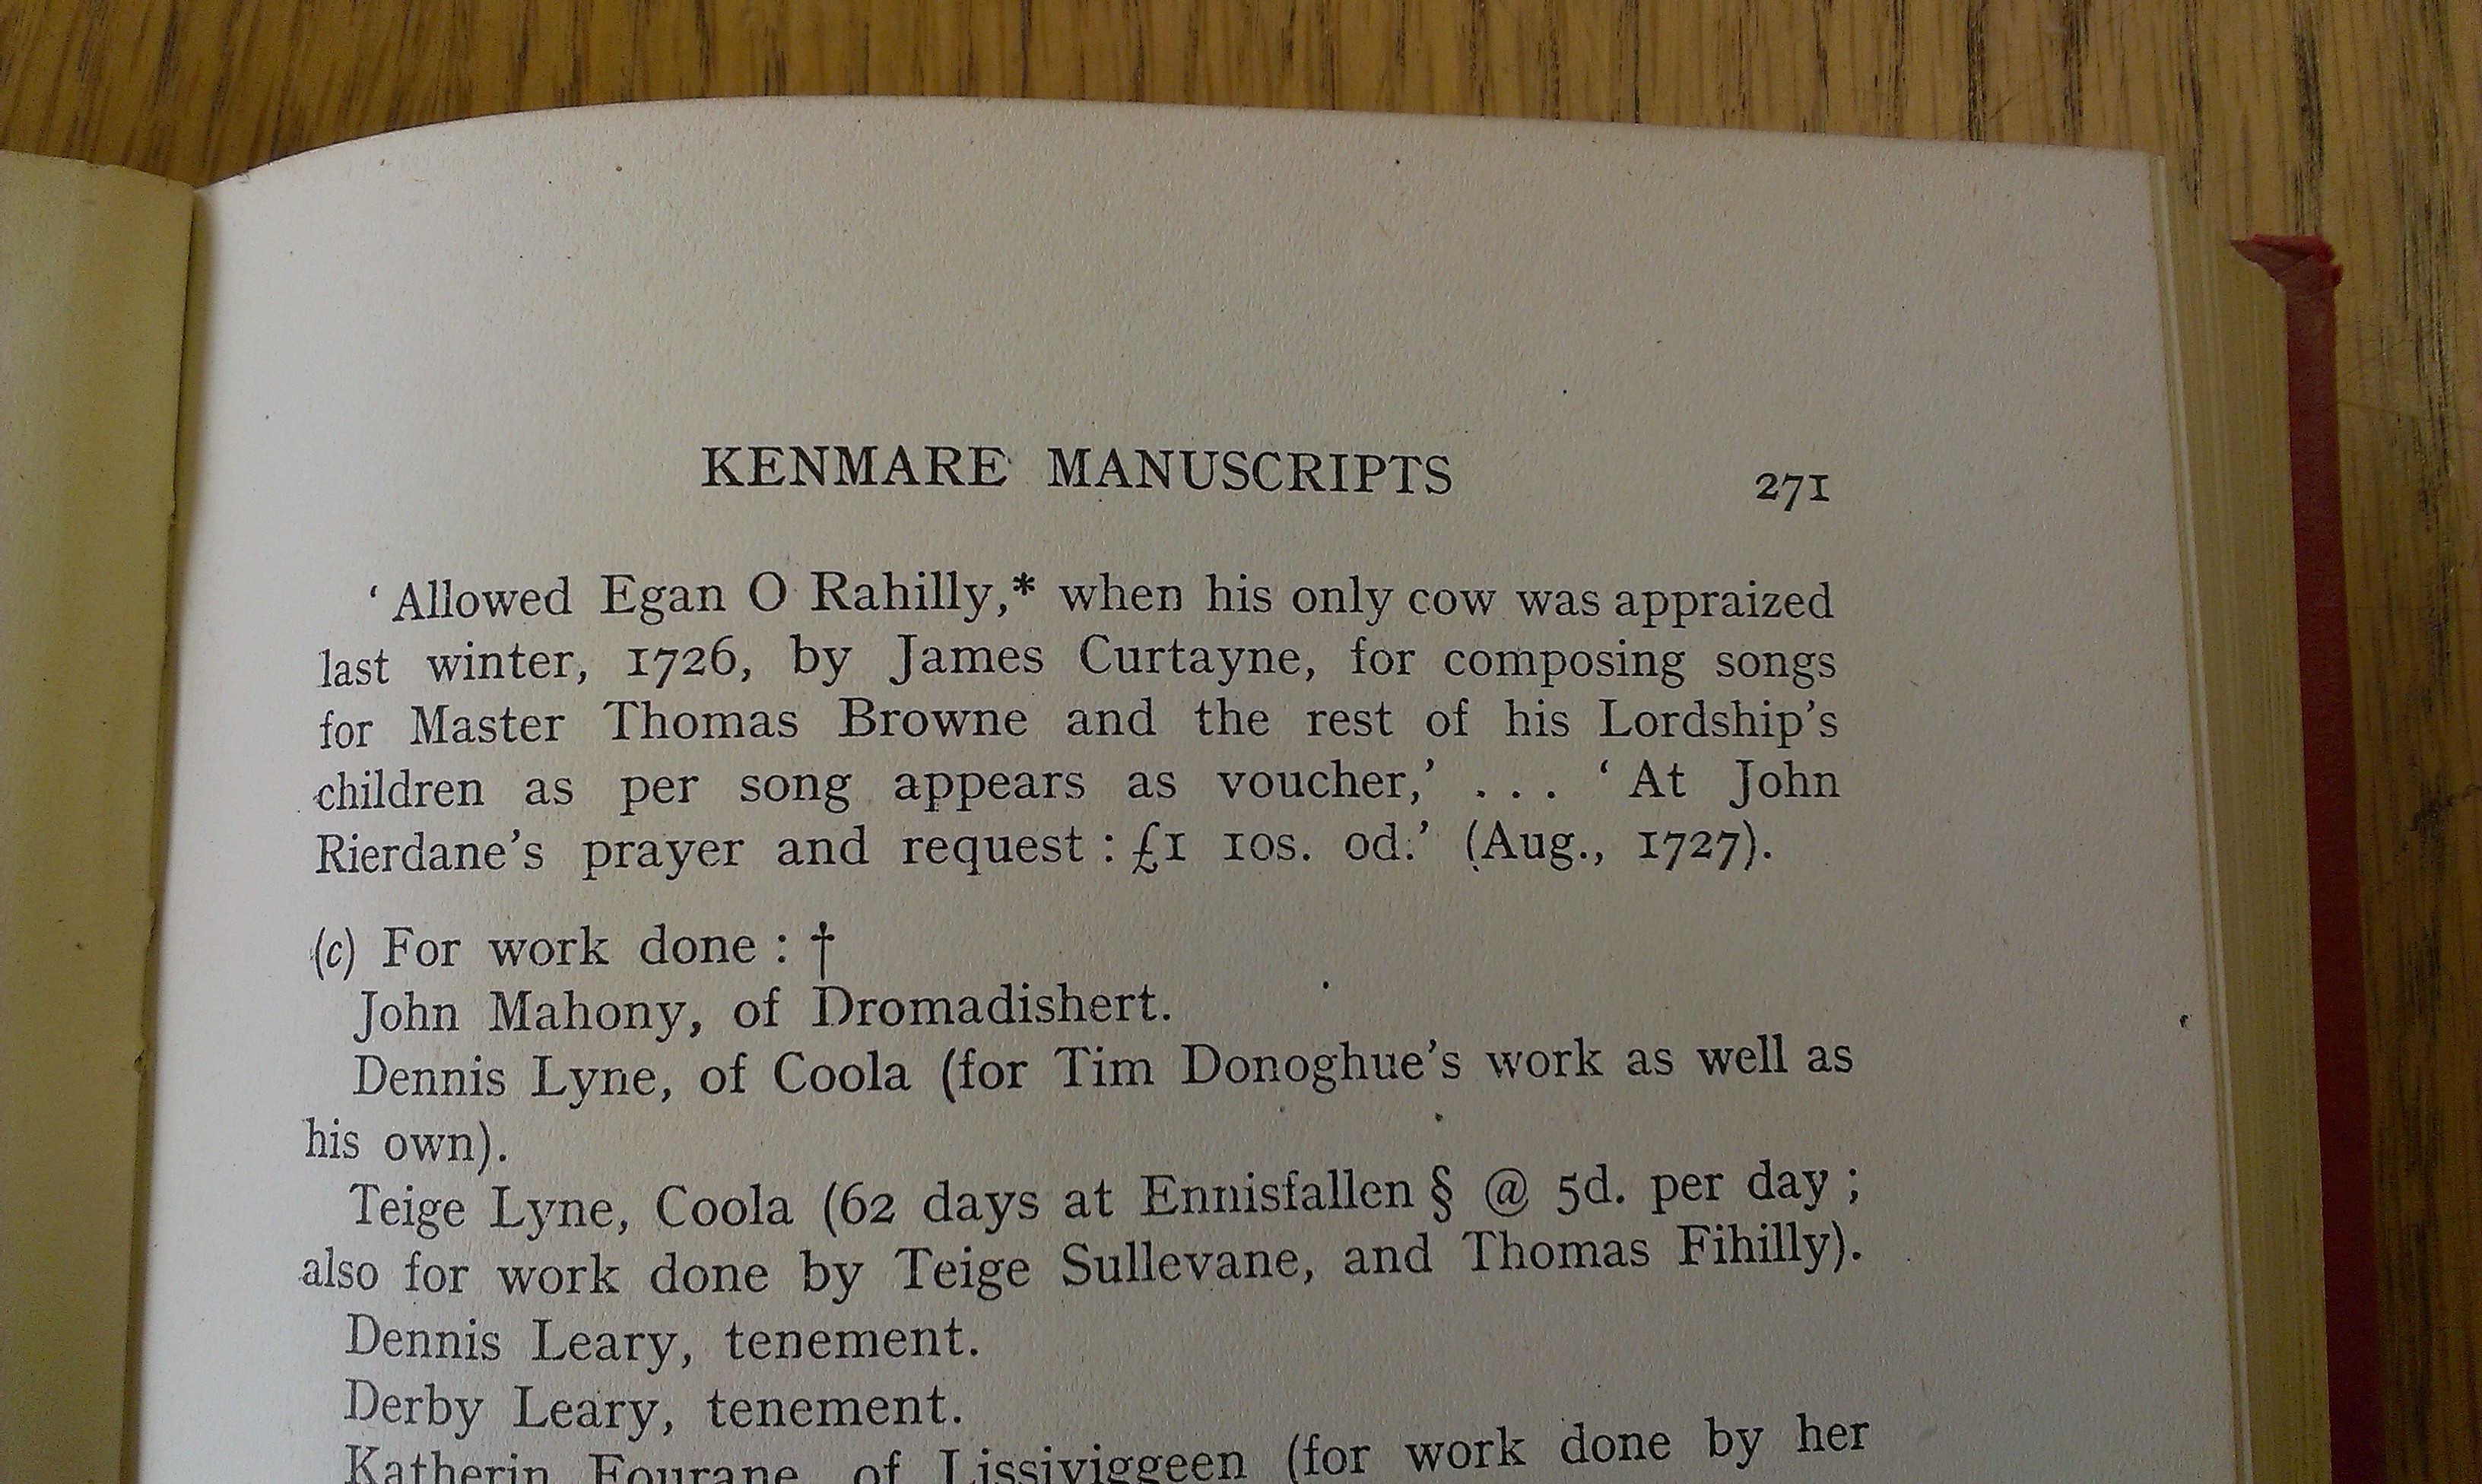 KENMARE MANUSCRIPTS 271
‘ Allowed Egan O Rahilly,* when his only cow was appraized
last winter, 1726, by James Curtayne, for composing songs
for Master Thomas Browne and the rest of his Lordship’s
children as per song appears as voucher,’ . . . ‘ At John
Rierdane’s prayer and request : £1 10s. 0d.’ (Aug., 1727).
(c) For work done : †
John Mahony, of Dromadishert.
Dennis Lyne, of Coola (for Tim Donoghue’s work as well as
his own).
Teige Lyne, Coola (62 days at Ennisfallen § @ 5d. per day ;
also for work done by Teige Sullevane, and Thomas Fihilly).
Dennis Leary, tenement.
Derby Leary, tenement.
Katherin Fourane, of Lissiviggeen (for work done by her